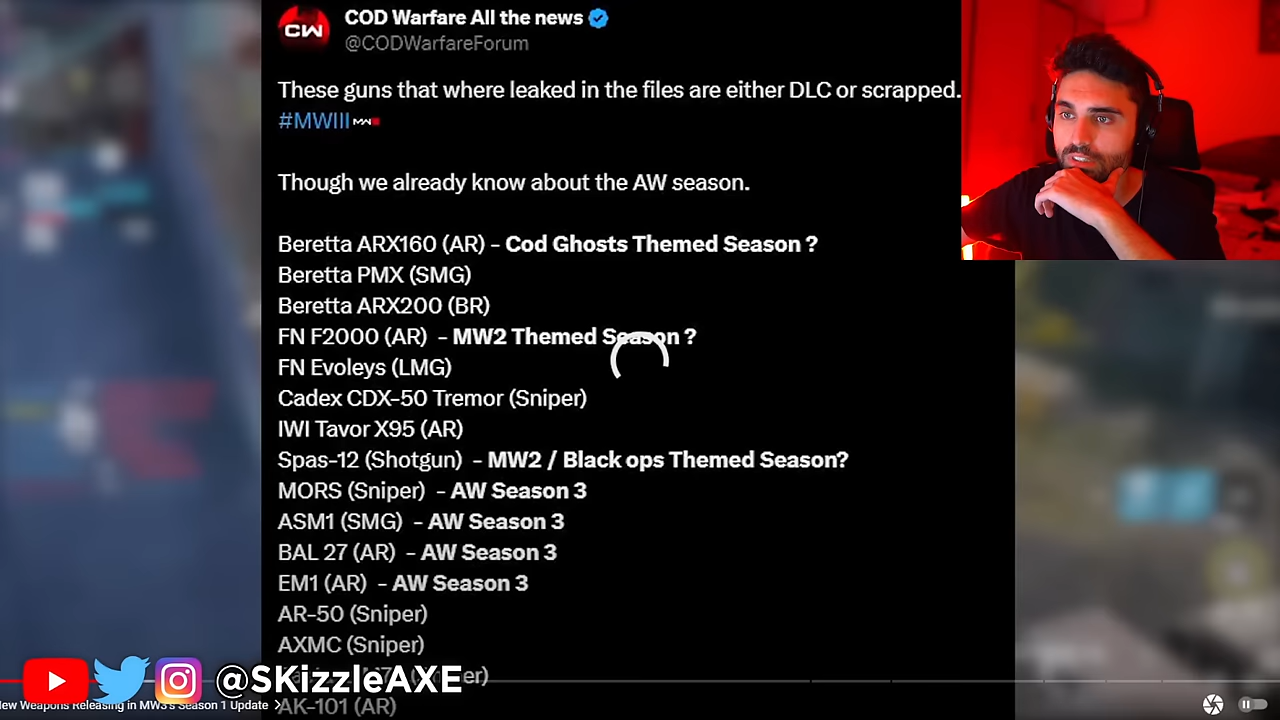 CW
COD Warfare All the news
@CODWarfareForum
These guns that where leaked in the files are either DLC or scrapped.
#MWIII
Though we already know about the AW season.
Beretta ARX160 (AR) - Cod Ghosts Themed Season ?
Beretta PMX (SMG)
Beretta ARX200 (BR)
FN F2000 (AR) - MW2 Themed Season ?
FN Evoleys (LMG)
Cadex CDX-50 Tremor (Sniper)
IWI Tavor X95 (AR)
Spas-12 (Shotgun) - MW2 / Black ops Themed Season?
MORS (Sniper) - AW Season 3
ASM1 (SMG) - AW Season 3
BAL 27 (AR) - AW Season 3
EM1 (AR) - AW Season 3
AR-50 (Sniper)
AXMC (Sniper)
@SKizzleAXE
New Weapons Releasing in MW3's Season 1 Update >
AK-101 (AR)